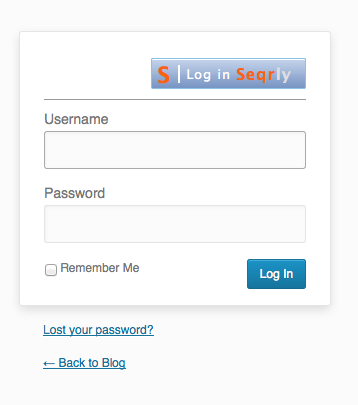 S | Log in Seqrly
Username
Password
Remember Me
Log In
Lost your password?
← Back to Blog